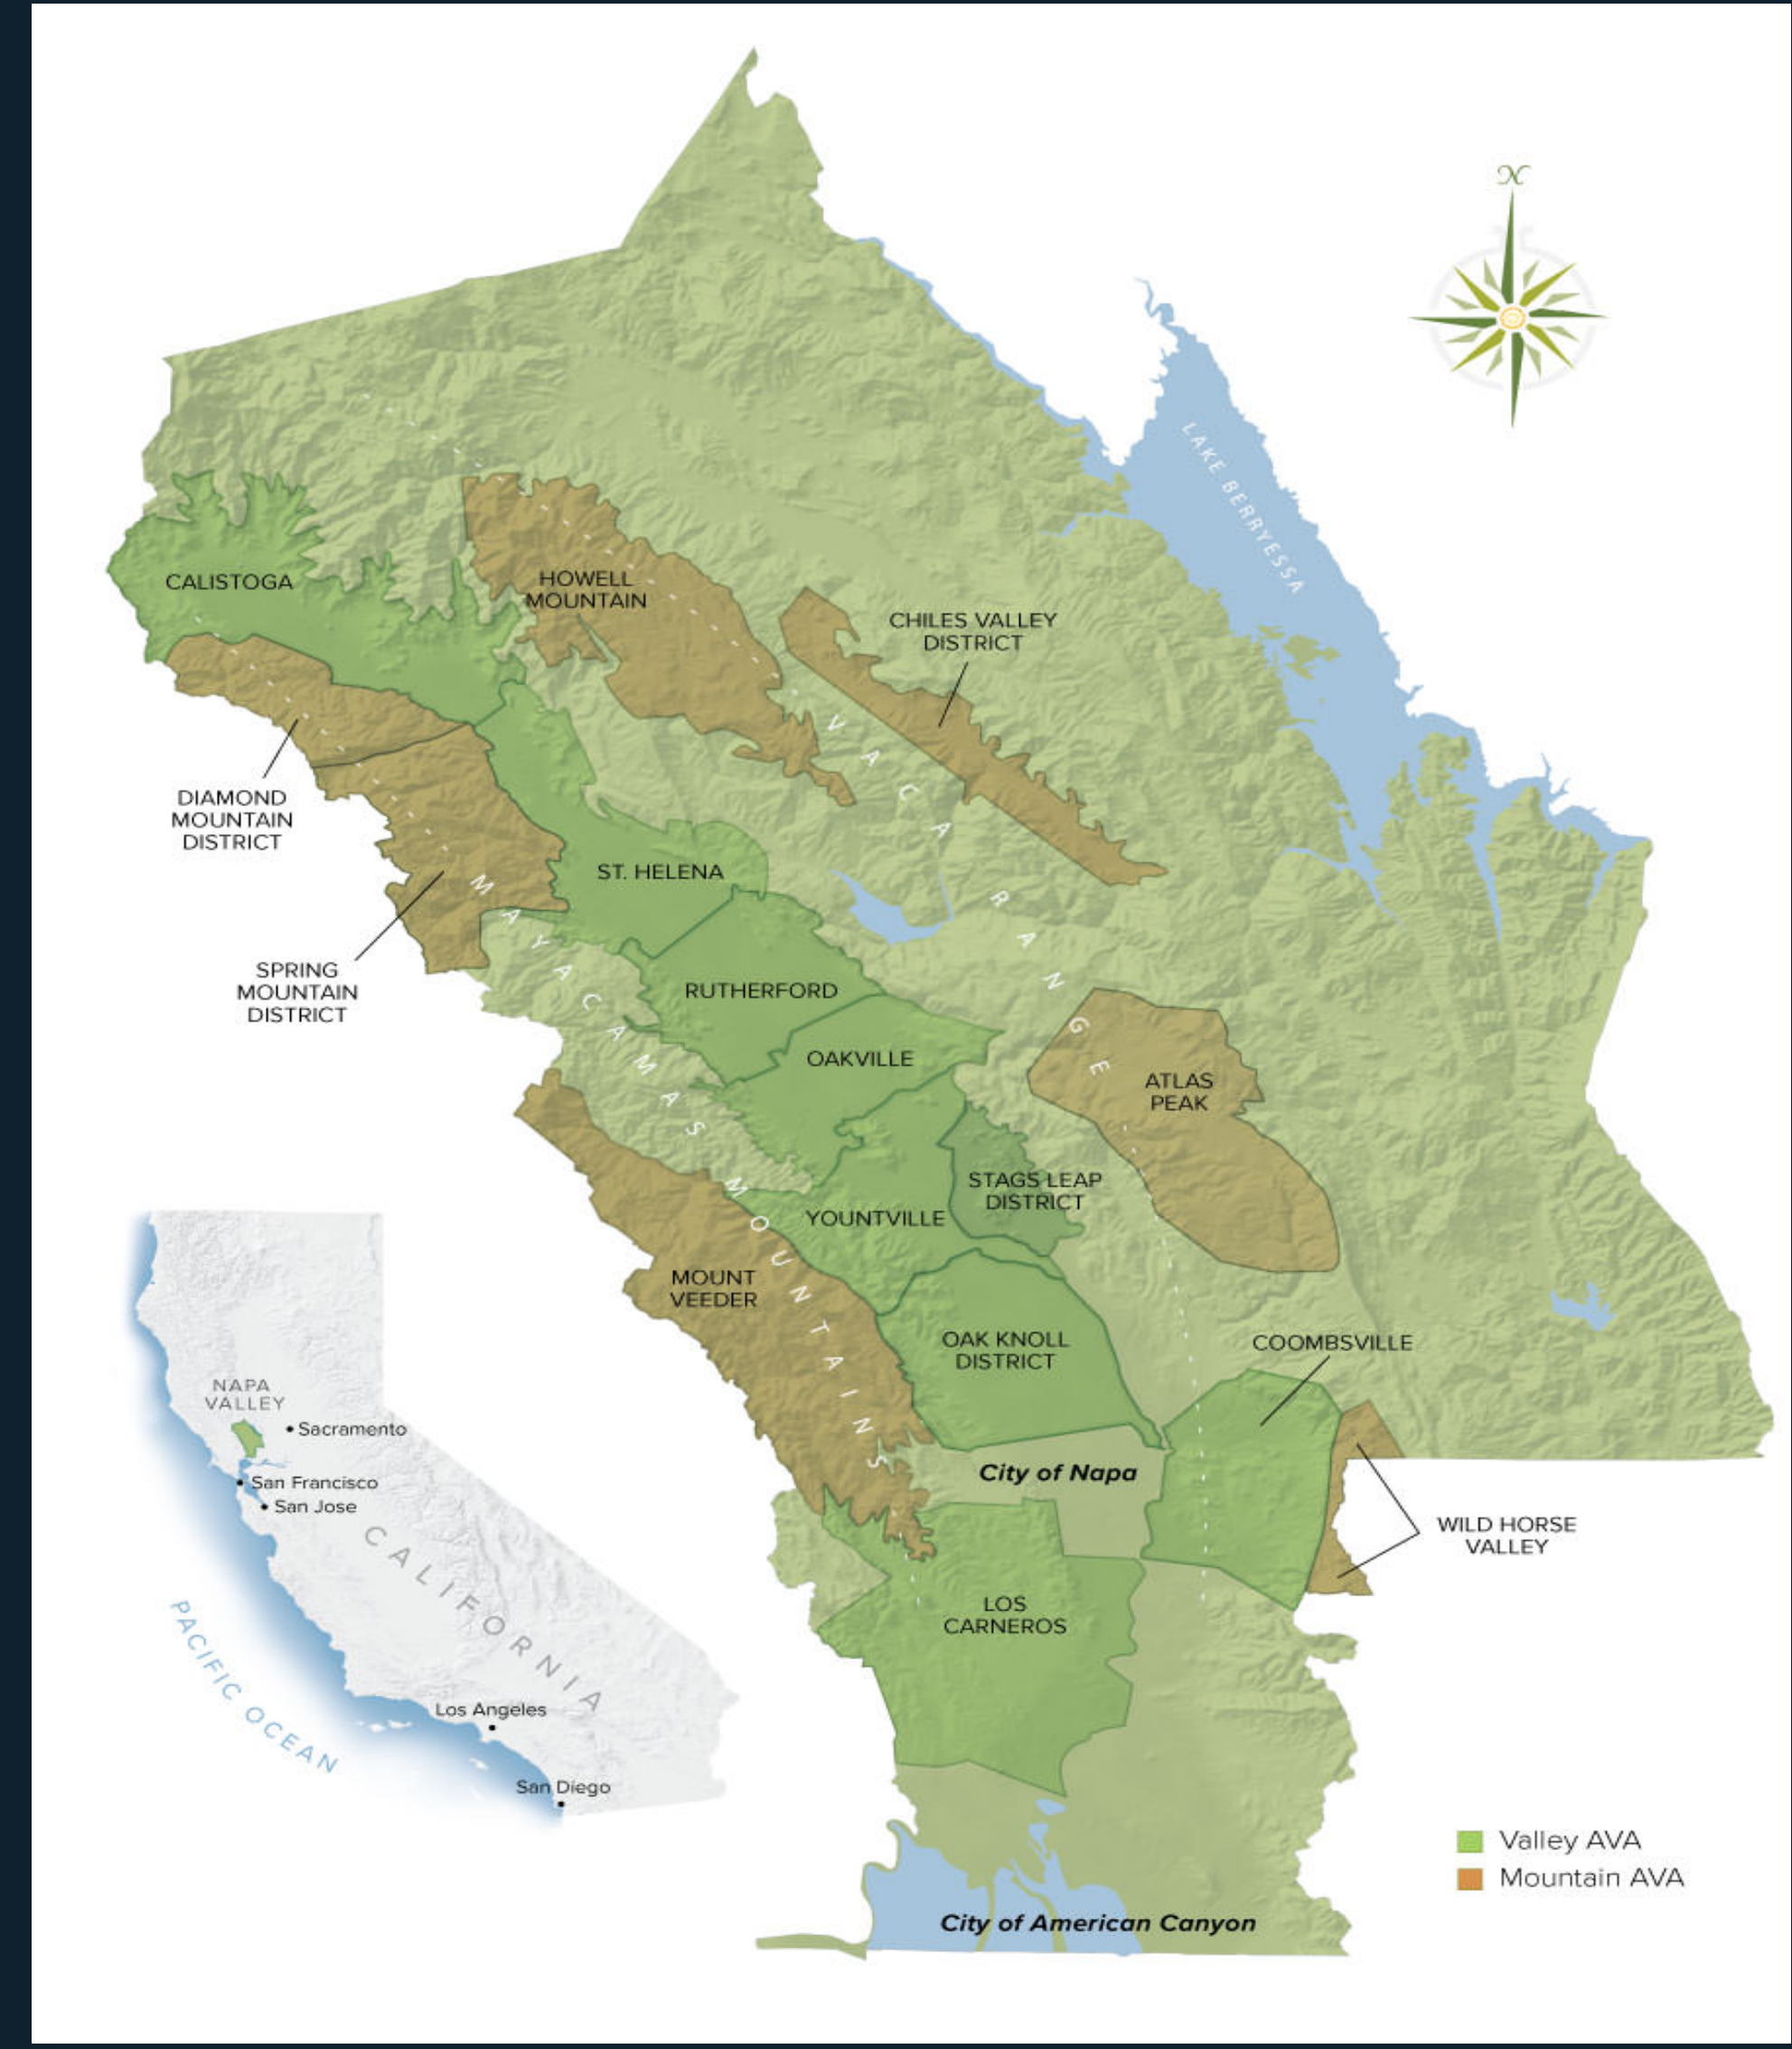 N
LAKE BERRYESSA
CALISTOGA
HOWELL
MOUNTAIN
CHILES VALLEY
DISTRICT
VACA RANGE
DIAMOND
MOUNTAIN
DISTRICT
ST. HELENA
MAYACAMAS MOUNTAINS
SPRING
MOUNTAIN
DISTRICT
RUTHERFORD
OAKVILLE
ATLAS
PEAK
STAGS LEAP
DISTRICT
YOUNTVILLE
MOUNT
VEEDER
OAK KNOLL
DISTRICT
COOMBSVILLE
City of Napa
WILD HORSE
VALLEY
LOS
CARNEROS
City of American Canyon
NAPA
VALLEY
Sacramento
San Francisco
San Jose
CALIFORNIA
PACIFIC OCEAN
Los Angeles
San Diego
Valley AVA
Mountain AVA